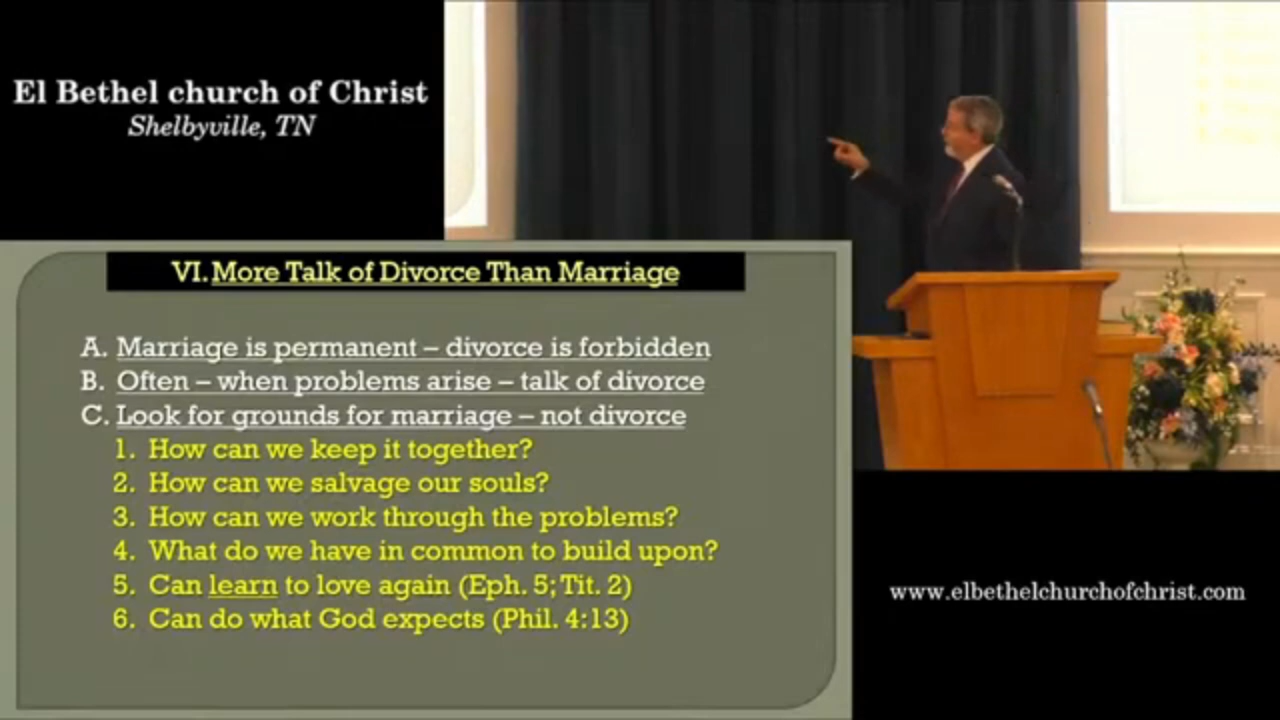 El Bethel church of Christ
Shelbyville, TN
VI. More Talk of Divorce Than Marriage
A. Marriage is permanent – divorce is forbidden
B. Often – when problems arise – talk of divorce
C. Look for grounds for marriage – not divorce
1. How can we keep it together?
2. How can we salvage our souls?
3. How can we work through the problems?
4. What do we have in common to build upon?
5. Can learn to love again (Eph. 5; Tit. 2)
6. Can do what God expects (Phil. 4:13)
www.elbethelchurchofchrist.com